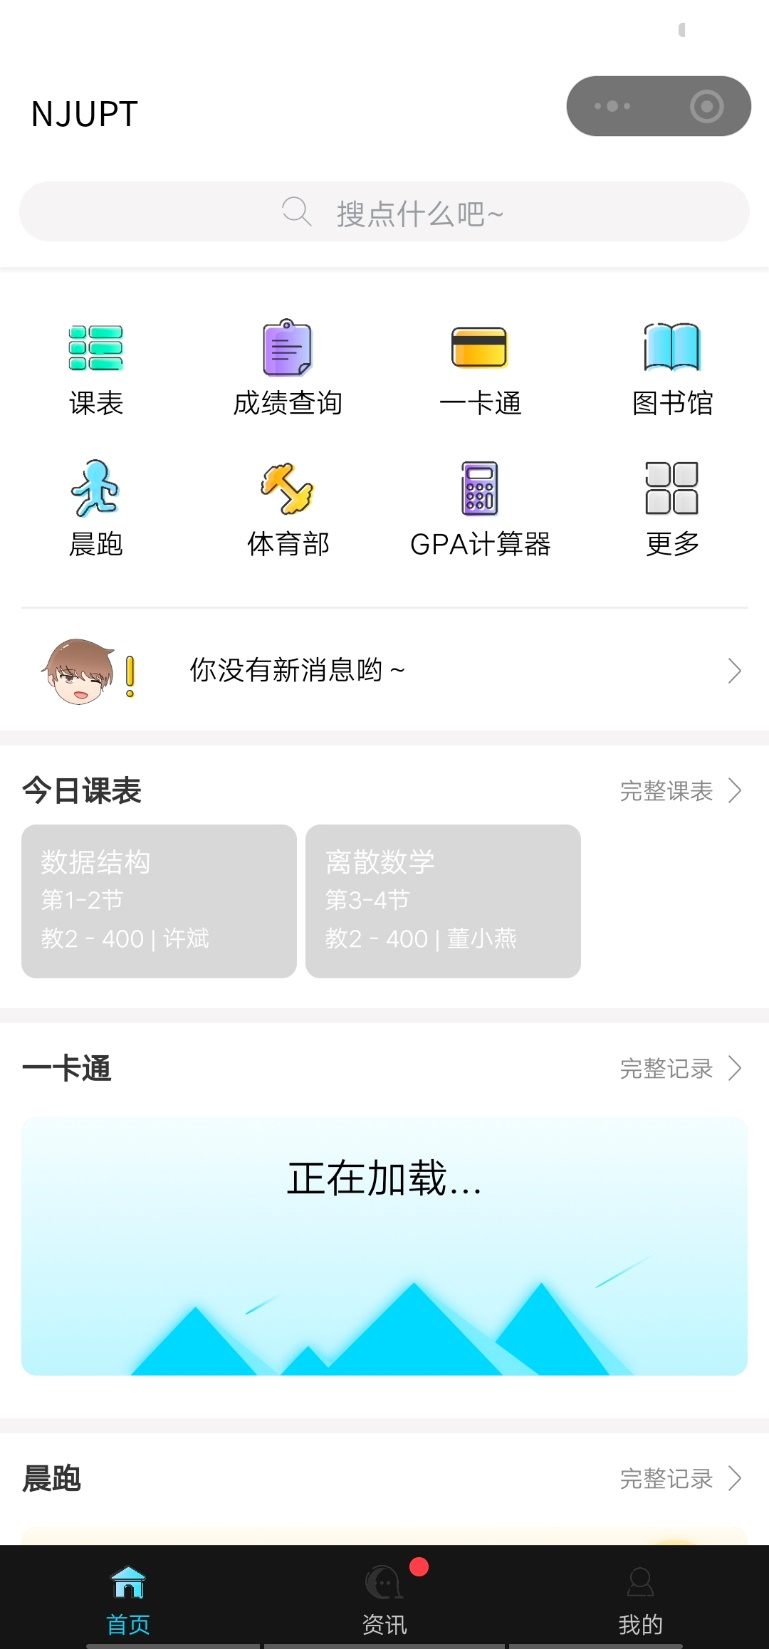 NJUPT
搜点什么吧~
课表
成绩查询
一卡通
图书馆
晨跑
体育部
GPA计算器
更多
你没有新消息哟 ~
今日课表
完整课表
数据结构
第1-2节
教2 - 400 | 许斌
离散数学
第3-4节
教2 - 400 | 董小燕
一卡通
完整记录
正在加载...
晨跑
完整记录
首页
资讯
我的